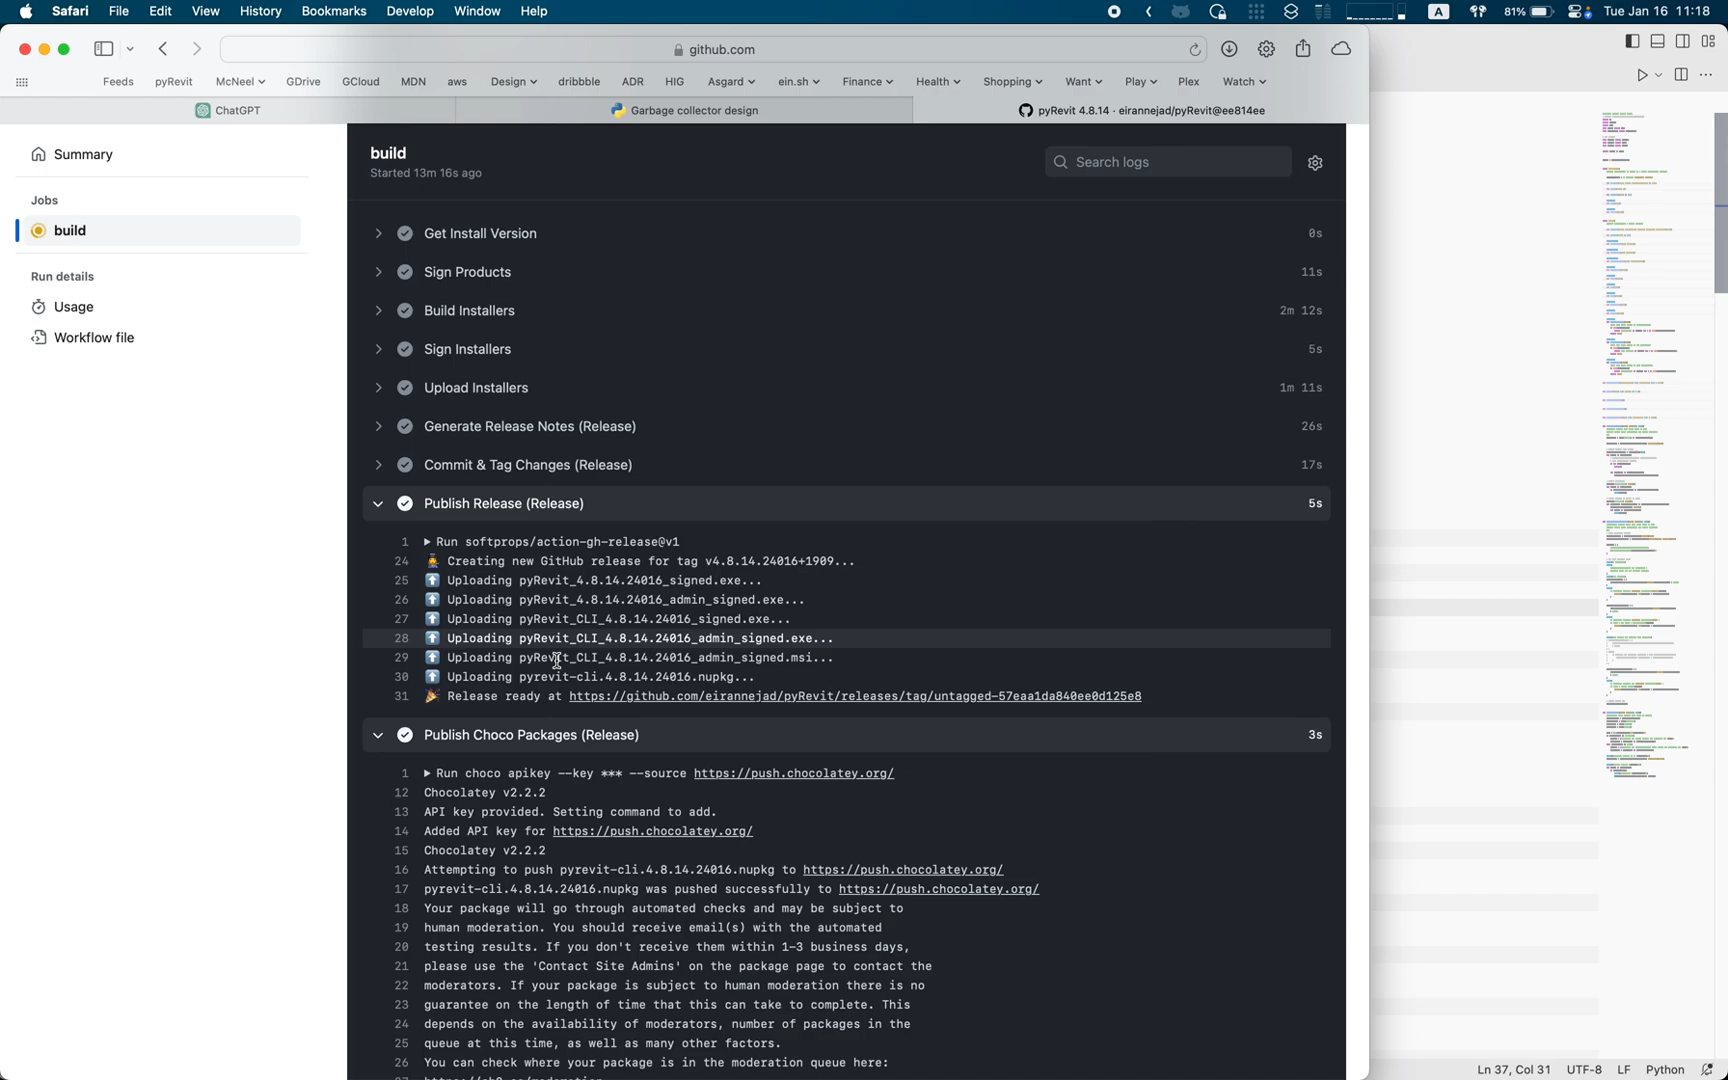 Safari File Edit View History Bookmarks Develop Window Help A 81% Tue Jan 16 11:18
github.com
Feeds pyRevit McNeel GDrive GCloud MDN aws Design dribbble ADR HIG Asgard ein.sh Finance Health Shopping Want Play Plex Watch
ChatGPT Garbage collector design pyRevit 4.8.14 · eirannejad/pyRevit@ee814ee
Summary
Jobs
build
Run details
Usage
Workflow file
build
Started 13m 16s ago
Search logs
Get Install Version 0s
Sign Products 11s
Build Installers 2m 12s
Sign Installers 5s
Upload Installers 1m 11s
Generate Release Notes (Release) 26s
Commit & Tag Changes (Release) 17s
Publish Release (Release) 5s
1 ▶ Run softprops/action-gh-release@v1
24 👩‍🏭 Creating new GitHub release for tag v4.8.14.24016+1909...
25 ⬆️ Uploading pyRevit_4.8.14.24016_signed.exe...
26 ⬆️ Uploading pyRevit_4.8.14.24016_admin_signed.exe...
27 ⬆️ Uploading pyRevit_CLI_4.8.14.24016_signed.exe...
28 ⬆️ Uploading pyRevit_CLI_4.8.14.24016_admin_signed.exe...
29 ⬆️ Uploading pyRevit_CLI_4.8.14.24016_admin_signed.msi...
30 ⬆️ Uploading pyrevit-cli.4.8.14.24016.nupkg...
31 🎉 Release ready at https://github.com/eirannejad/pyRevit/releases/tag/untagged-57eaa1da840ee0d125e8
Publish Choco Packages (Release) 3s
1 ▶ Run choco apikey --key *** --source https://push.chocolatey.org/
12 Chocolatey v2.2.2
13 API key provided. Setting command to add.
14 Added API key for https://push.chocolatey.org/
15 Chocolatey v2.2.2
16 Attempting to push pyrevit-cli.4.8.14.24016.nupkg to https://push.chocolatey.org/
17 pyrevit-cli.4.8.14.24016.nupkg was pushed successfully to https://push.chocolatey.org/
18 Your package will go through automated checks and may be subject to
19 human moderation. You should receive email(s) with the automated
20 testing results. If you don't receive them within 1-3 business days,
21 please use the 'Contact Site Admins' on the package page to contact the
22 moderators. If your package is subject to human moderation there is no
23 guarantee on the length of time that this can take to complete. This
24 depends on the availability of moderators, number of packages in the
25 queue at this time, as well as many other factors.
26 You can check where your package is in the moderation queue here:
Ln 37, Col 31 UTF-8 LF Python